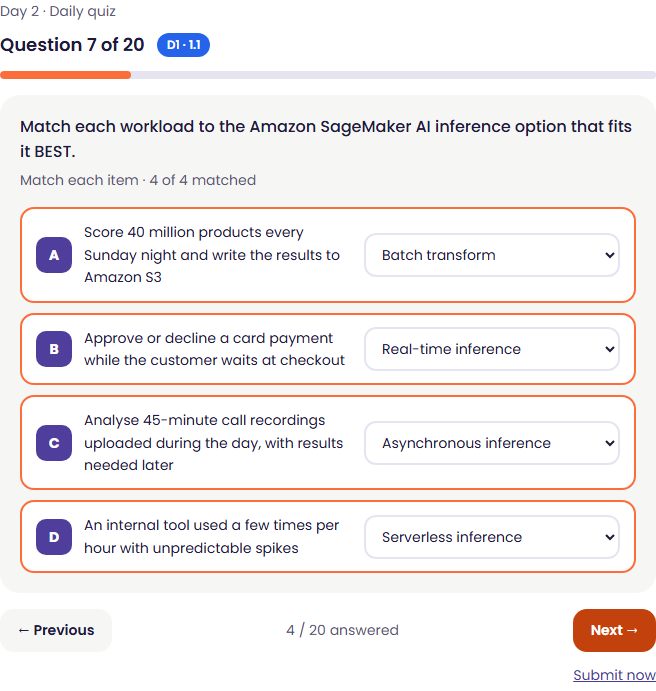 Day 2 · Daily quiz
Question 7 of 20 D1 · 1.1
Match each workload to the Amazon SageMaker AI inference option that fits
it BEST.
Match each item · 4 of 4 matched
A
Score 40 million products every
Sunday night and write the results to
Amazon S3
Batch transform
B
Approve or decline a card payment
while the customer waits at checkout
Real-time inference
C
Analyse 45-minute call recordings
uploaded during the day, with results
needed later
Asynchronous inference
D
An internal tool used a few times per
hour with unpredictable spikes
Serverless inference
← Previous 4 / 20 answered Next →
Submit now